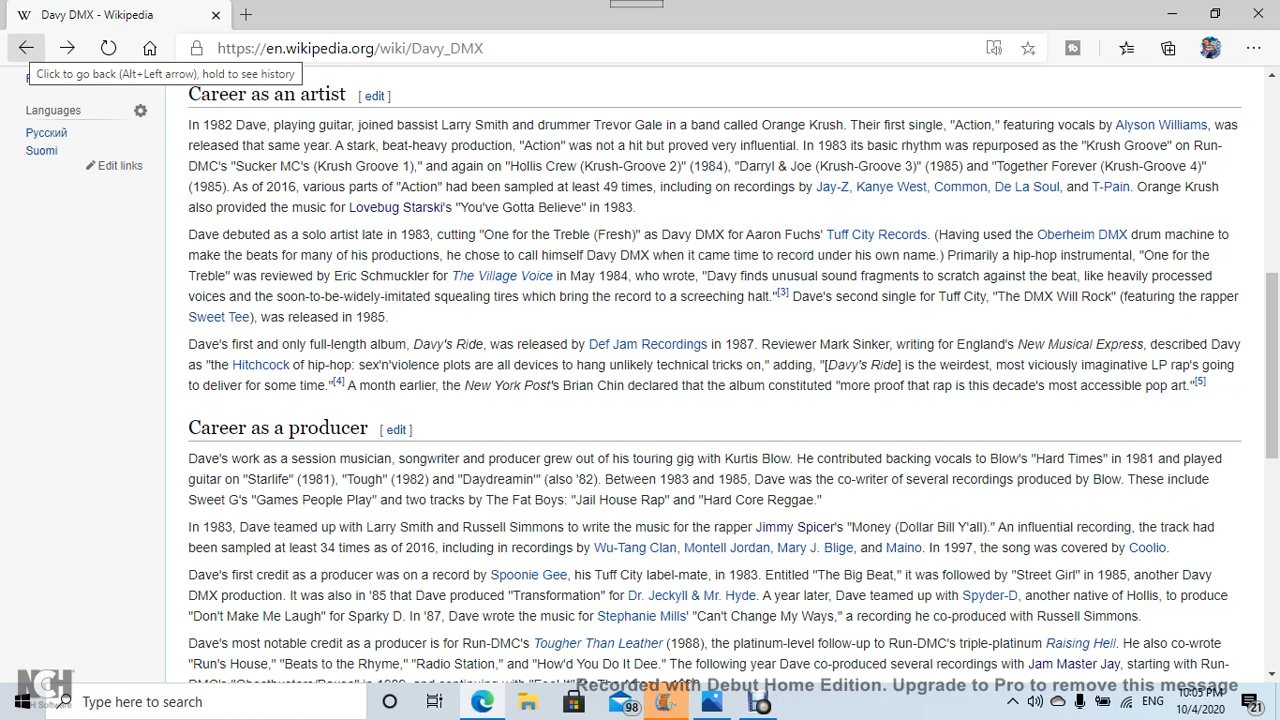 Davy DMX - Wikipedia
https://en.wikipedia.org/wiki/Davy_DMX
Click to go back (Alt+Left arrow), hold to see history
Languages
Русский
Suomi
Edit links
Career as an artist [ edit ]
In 1982 Dave, playing guitar, joined bassist Larry Smith and drummer Trevor Gale in a band called Orange Krush. Their first single, "Action," featuring vocals by Alyson Williams, was
released that same year. A stark, beat-heavy production, "Action" was not a hit but proved very influential. In 1983 its basic rhythm was repurposed as the "Krush Groove" on Run-
DMC's "Sucker MC's (Krush Groove 1)," and again on "Hollis Crew (Krush-Groove 2)" (1984), "Darryl & Joe (Krush-Groove 3)" (1985) and "Together Forever (Krush-Groove 4)"
(1985). As of 2016, various parts of "Action" had been sampled at least 49 times, including on recordings by Jay-Z, Kanye West, Common, De La Soul, and T-Pain. Orange Krush
also provided the music for Lovebug Starski's "You've Gotta Believe" in 1983.
Dave debuted as a solo artist late in 1983, cutting "One for the Treble (Fresh)" as Davy DMX for Aaron Fuchs' Tuff City Records. (Having used the Oberheim DMX drum machine to
make the beats for many of his productions, he chose to call himself Davy DMX when it came time to record under his own name.) Primarily a hip-hop instrumental, "One for the
Treble" was reviewed by Eric Schmuckler for The Village Voice in May 1984, who wrote, "Davy finds unusual sound fragments to scratch against the beat, like heavily processed
voices and the soon-to-be-widely-imitated squealing tires which bring the record to a screeching halt."[3] Dave's second single for Tuff City, "The DMX Will Rock" (featuring the rapper
Sweet Tee), was released in 1985.
Dave's first and only full-length album, Davy's Ride, was released by Def Jam Recordings in 1987. Reviewer Mark Sinker, writing for England's New Musical Express, described Davy
as "the Hitchcock of hip-hop: sex'n'violence plots are all devices to hang unlikely technical tricks on," adding, "[Davy's Ride] is the weirdest, most viciously imaginative LP rap's going
to deliver for some time."[4] A month earlier, the New York Post's Brian Chin declared that the album constituted "more proof that rap is this decade's most accessible pop art."[5]
Career as a producer [ edit ]
Dave's work as a session musician, songwriter and producer grew out of his touring gig with Kurtis Blow. He contributed backing vocals to Blow's "Hard Times" in 1981 and played
guitar on "Starlife" (1981), "Tough" (1982) and "Daydreamin'" (also '82). Between 1983 and 1985, Dave was the co-writer of several recordings produced by Blow. These include
Sweet G's "Games People Play" and two tracks by The Fat Boys: "Jail House Rap" and "Hard Core Reggae."
In 1983, Dave teamed up with Larry Smith and Russell Simmons to write the music for the rapper Jimmy Spicer's "Money (Dollar Bill Y'all)." An influential recording, the track had
been sampled at least 34 times as of 2016, including in recordings by Wu-Tang Clan, Montell Jordan, Mary J. Blige, and Maino. In 1997, the song was covered by Coolio.
Dave's first credit as a producer was on a record by Spoonie Gee, his Tuff City label-mate, in 1983. Entitled "The Big Beat," it was followed by "Street Girl" in 1985, another Davy
DMX production. It was also in '85 that Dave produced "Transformation" for Dr. Jeckyll & Mr. Hyde. A year later, Dave teamed up with Spyder-D, another native of Hollis, to produce
"Don't Make Me Laugh" for Sparky D. In '87, Dave wrote the music for Stephanie Mills' "Can't Change My Ways," a recording he co-produced with Russell Simmons.
Dave's most notable credit as a producer is for Run-DMC's Tougher Than Leather (1988), the platinum-level follow-up to Run-DMC's triple-platinum Raising Hell. He also co-wrote
"Run's House," "Beats to the Rhyme," "Radio Station," and "How'd You Do It Dee." The following year Dave co-produced several recordings with Jam Master Jay, starting with Run-
Recorded with Debut Home Edition. Upgrade to Pro to remove this message
NCH Software
Type here to search
98
ENG
10:05 PM
10/4/2020
21